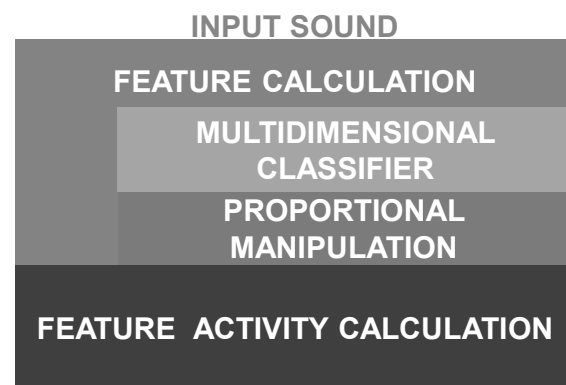 INPUT SOUND
FEATURE CALCULATION
MULTIDIMENSIONAL
CLASSIFIER
PROPORTIONAL
MANIPULATION
FEATURE ACTIVITY CALCULATION